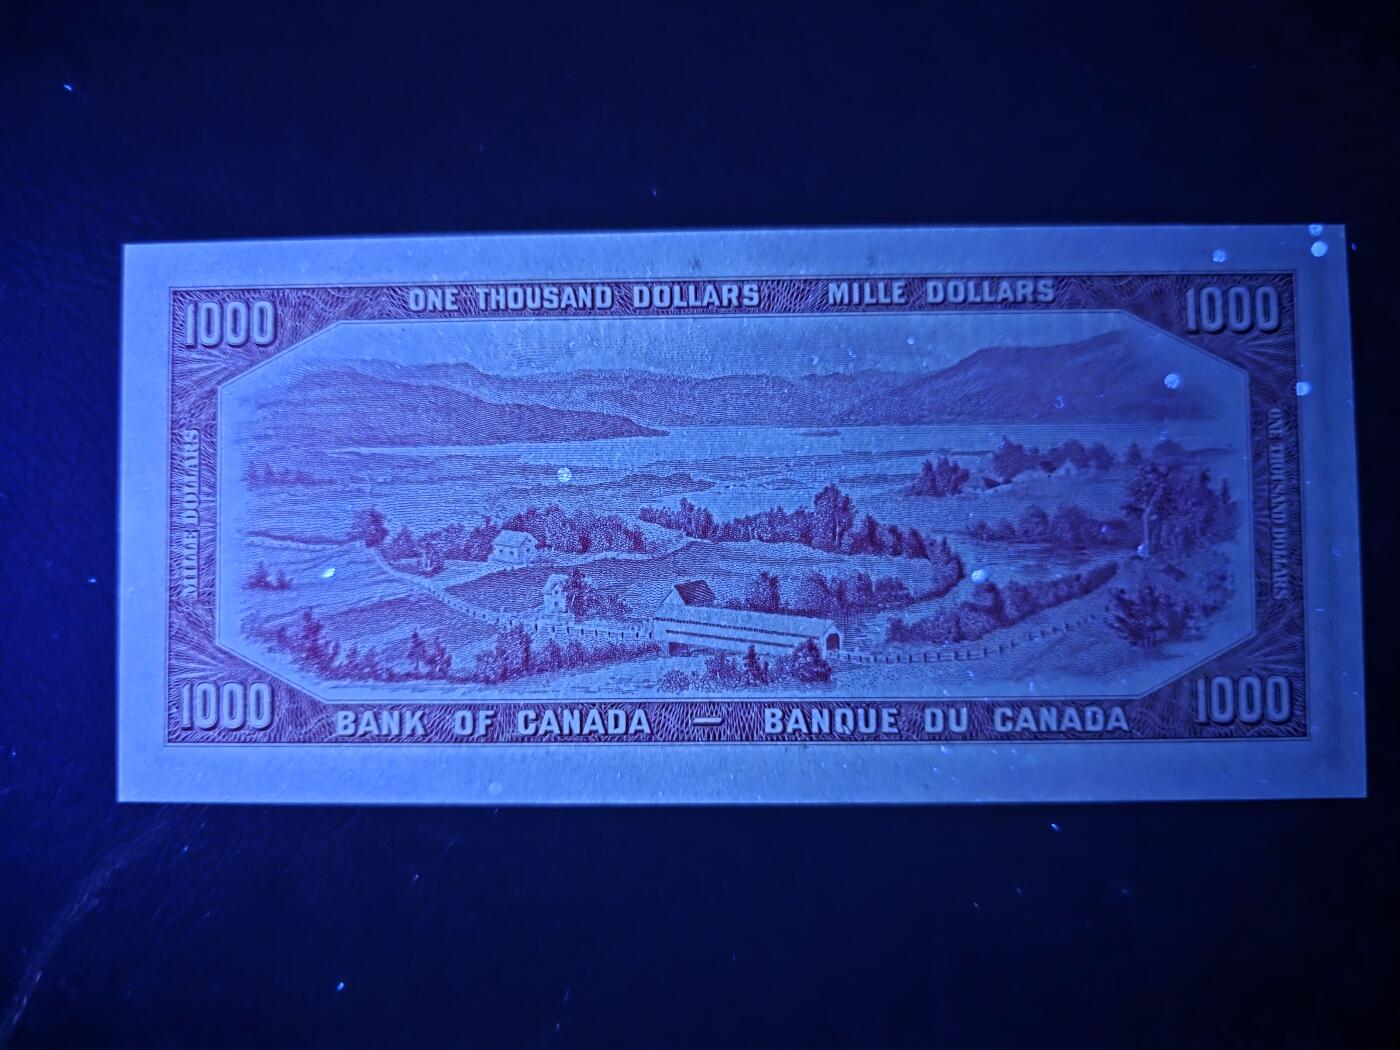 1000 ONE THOUSAND DOLLARS MILLE DOLLARS 1000
MILLE DOLLARS
ONE THOUSAND DOLLARS
1000 BANK OF CANADA — BANQUE DU CANADA 1000